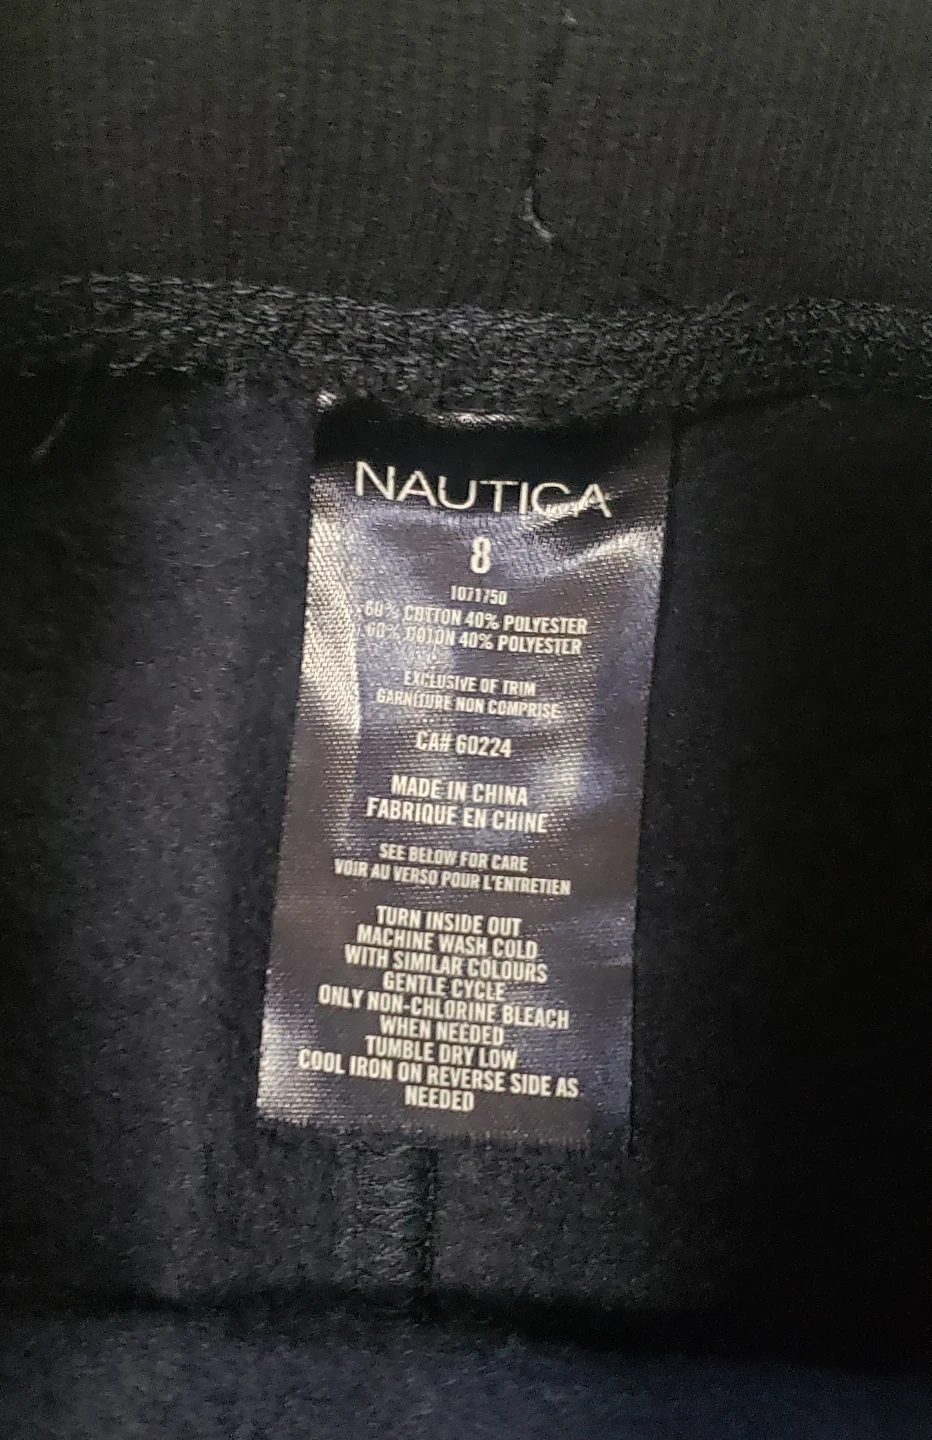 NAUTICA
8
1071750
60% COTTON 40% POLYESTER
60% COTON 40% POLYESTER
EXCLUSIVE OF TRIM
GARNITURE NON COMPRISE
CA# 60224
MADE IN CHINA
FABRIQUE EN CHINE
SEE BELOW FOR CARE
VOIR AU VERSO POUR L'ENTRETIEN
TURN INSIDE OUT
MACHINE WASH COLD
WITH SIMILAR COLOURS
GENTLE CYCLE
ONLY NON-CHLORINE BLEACH
WHEN NEEDED
TUMBLE DRY LOW
COOL IRON ON REVERSE SIDE AS
NEEDED